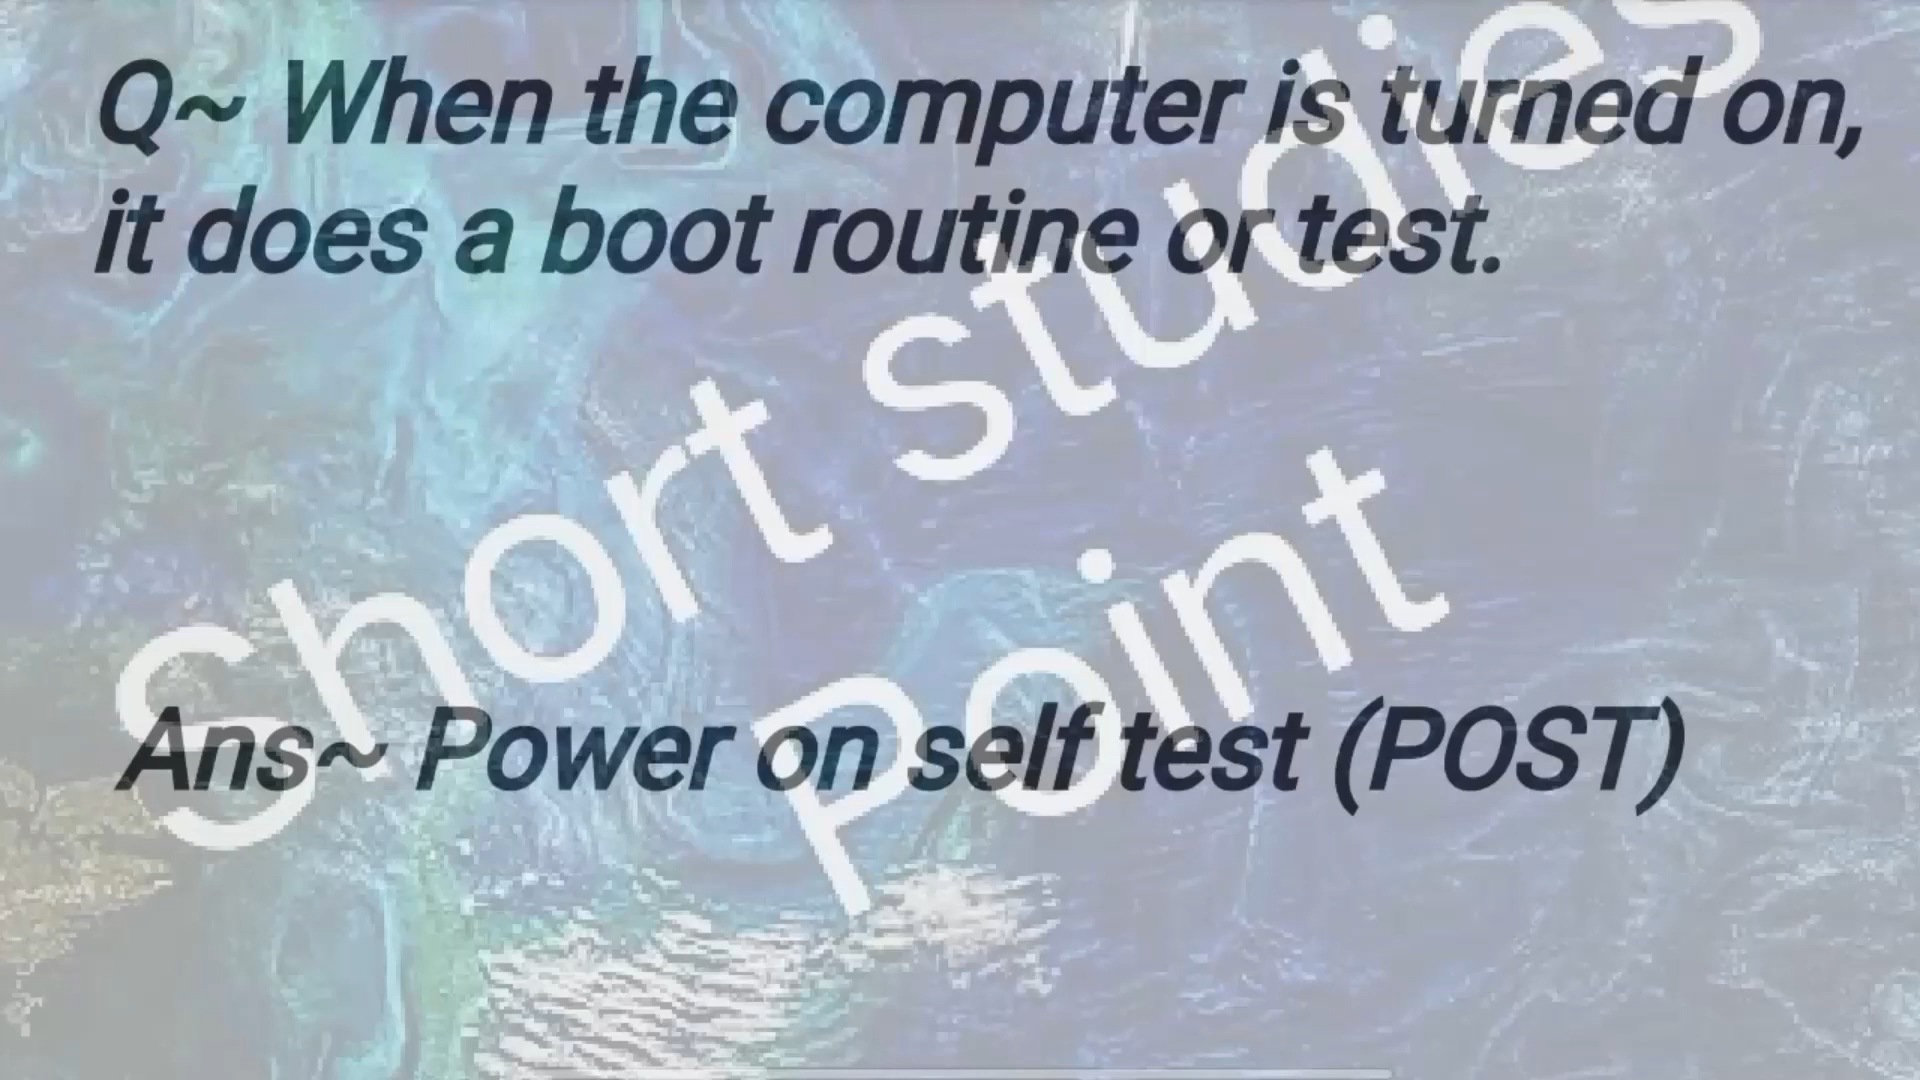 Q~ When the computer is turned on,
it does a boot routine or test.
Short studies
Point
Ans~ Power on self test (POST)